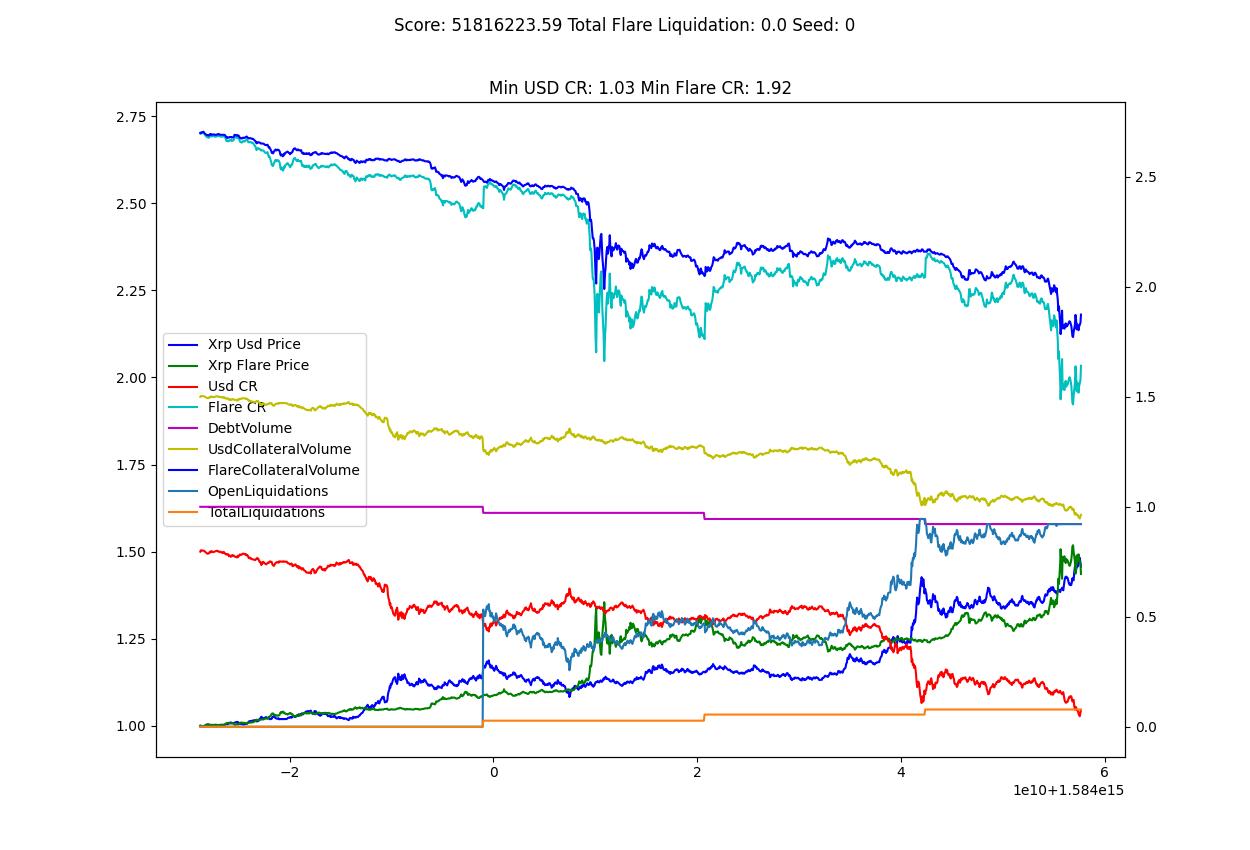 Score: 51816223.59 Total Flare Liquidation: 0.0 Seed: 0
Min USD CR: 1.03 Min Flare CR: 1.92
2.75
2.50
2.25
2.00
1.75
1.50
1.25
1.00
Xrp Usd Price
Xrp Flare Price
Usd CR
Flare CR
DebtVolume
UsdCollateralVolume
FlareCollateralVolume
OpenLiquidations
TotalLiquidations
2.5
2.0
1.5
1.0
0.5
0.0
−2 0 2 4 6
1e10+1.584e15